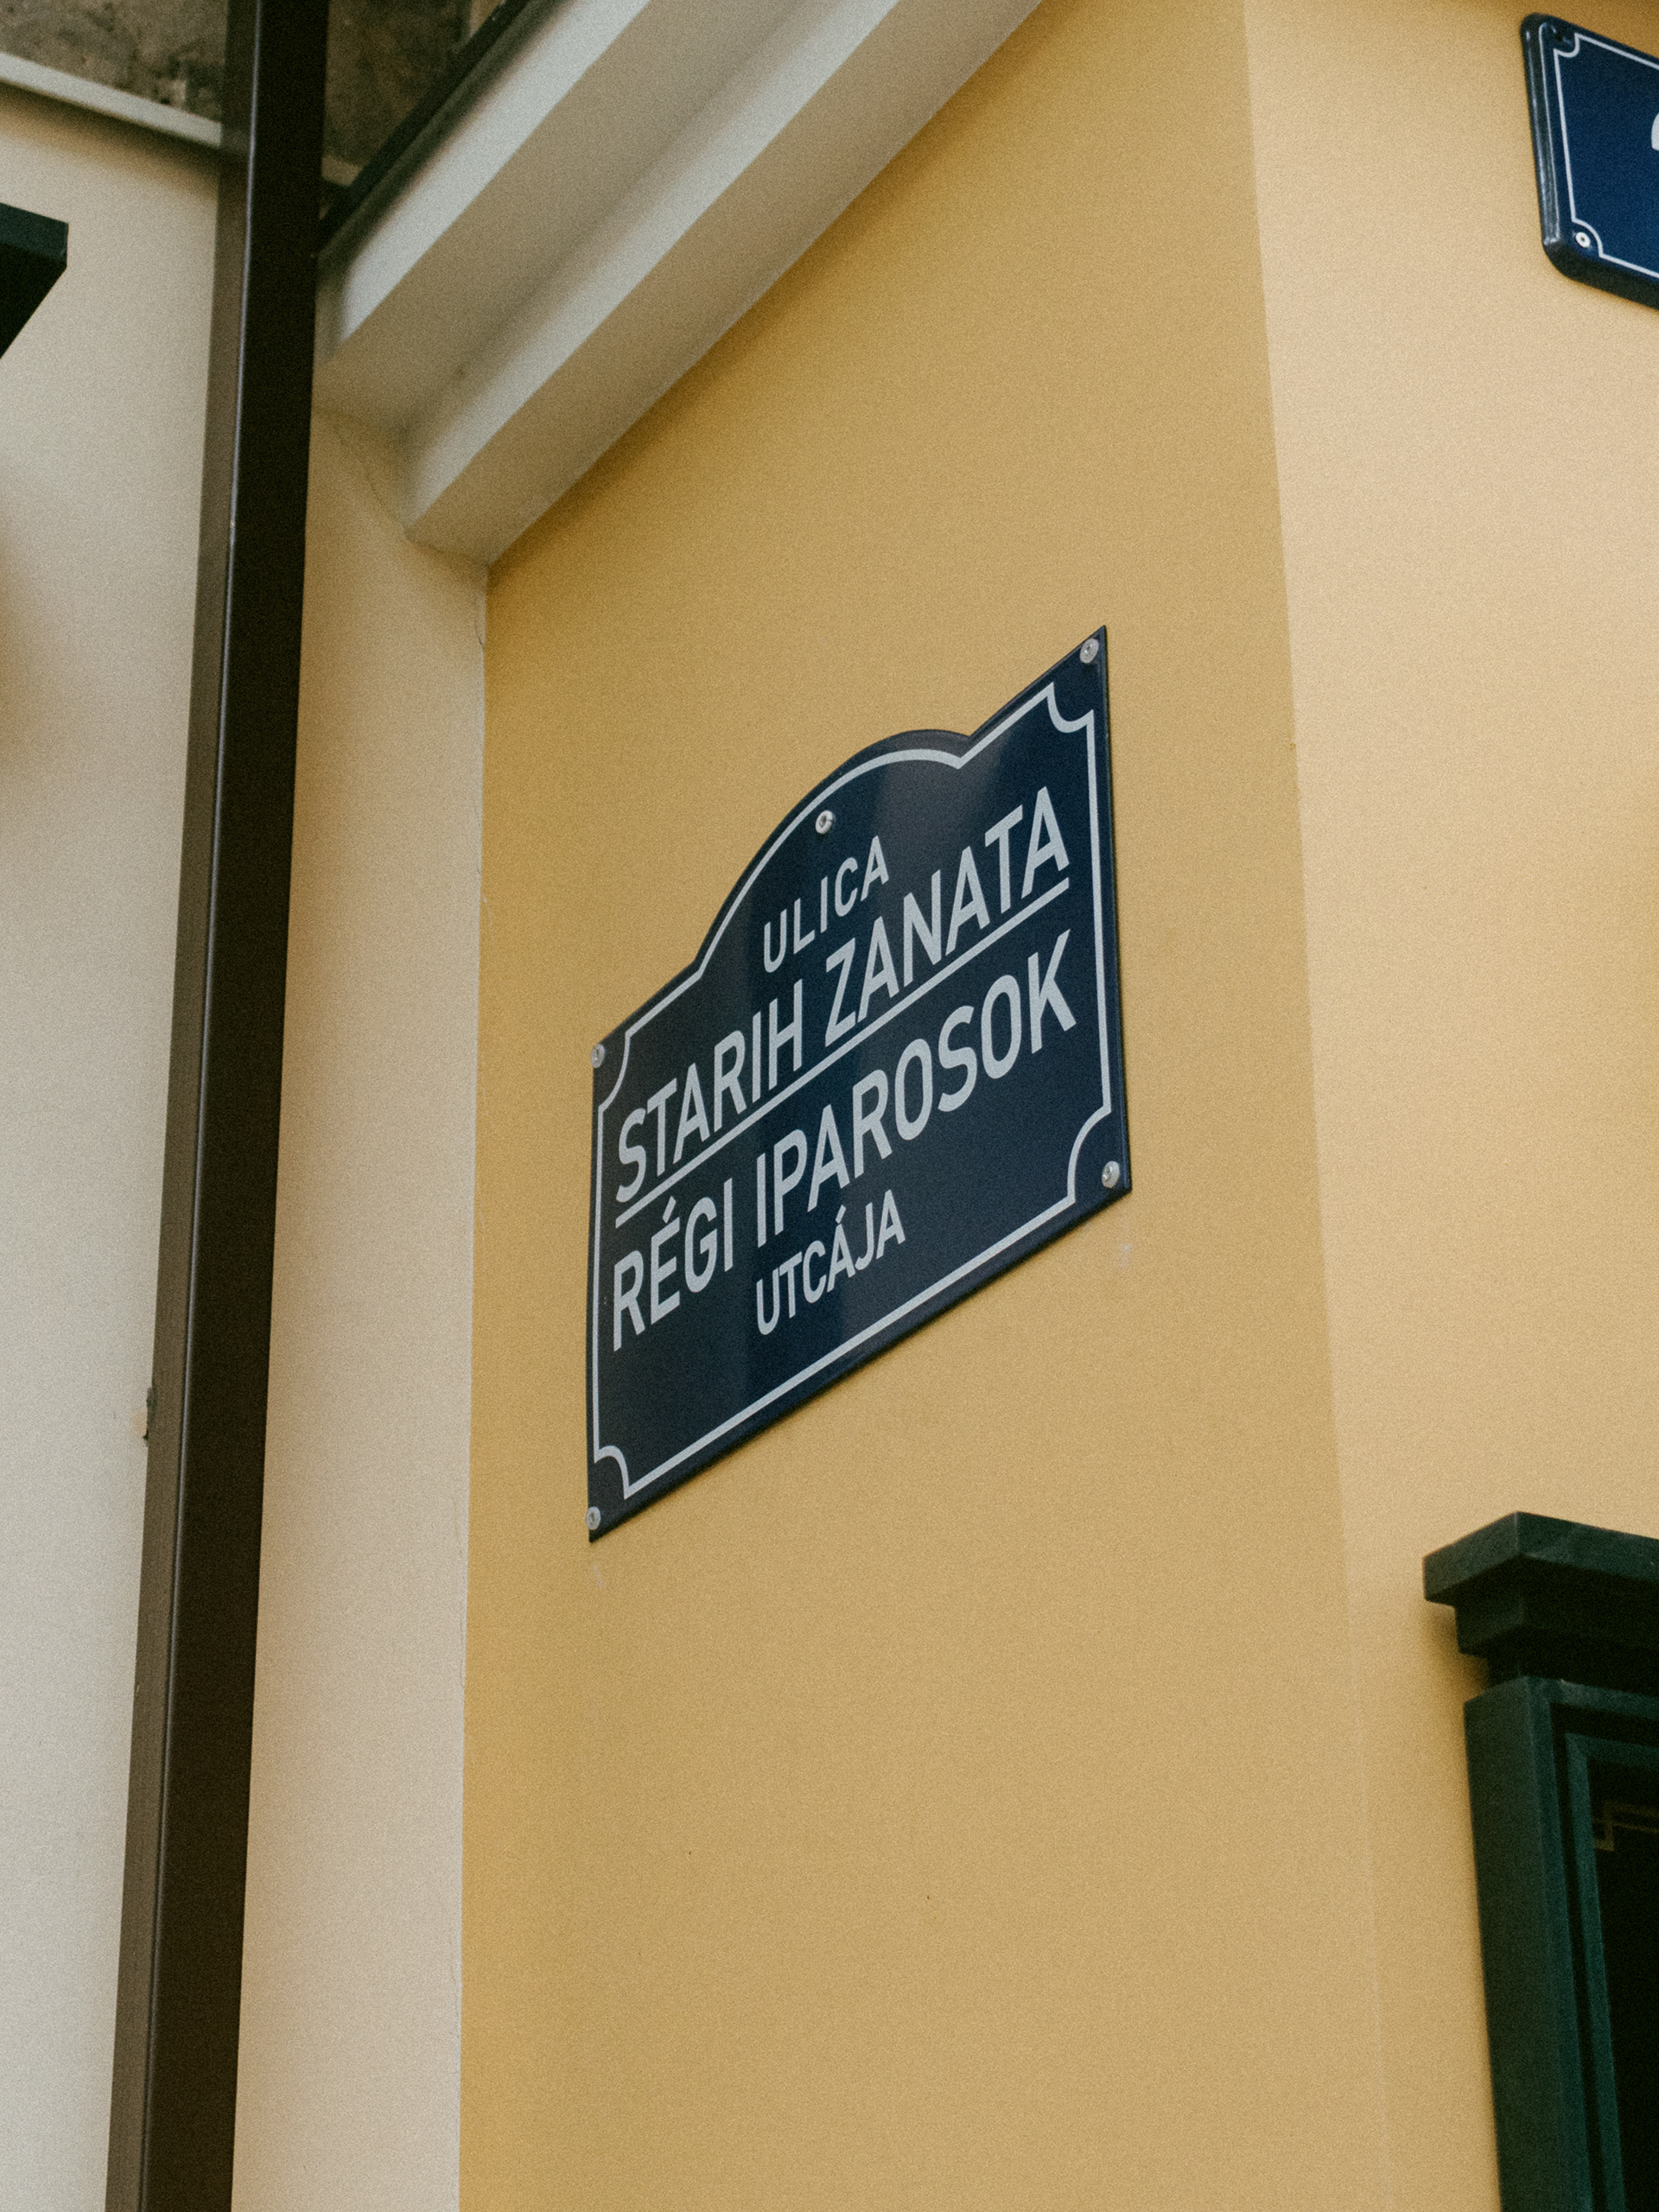 ULICA
STARIH ZANATA
RÉGI IPAROSOK
UTCÁJA